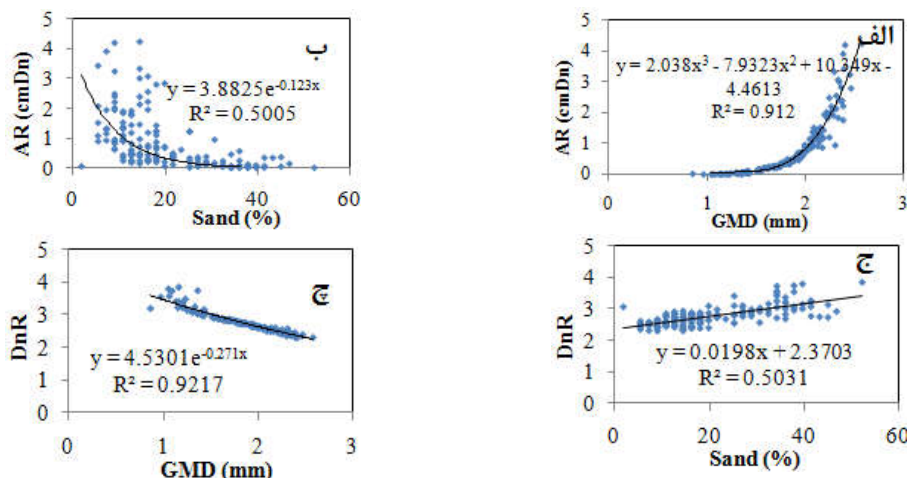 ب
5
4
3
2
1
0
AR (cmDn)
y = 3.8825e^-0.123x
R² = 0.5005
0 20 40 60
Sand (%)
الف
5
4
3
2
1
0
AR (cmDn)
y = 2.038x³ - 7.9323x² + 10.349x -
4.4613
R² = 0.912
1 2 3
GMD (mm)
چ
5
4
3
2
1
0
DnR
y = 4.5301e^-0.271x
R² = 0.9217
0 1 2 3
GMD (mm)
ج
5
4
3
2
1
0
DnR
y = 0.0198x + 2.3703
R² = 0.5031
0 20 40 60
Sand (%)